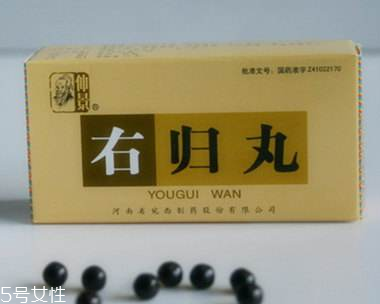 批准文号：国药准字Z41022170
仲景®
右归丸
YOUGUI WAN
河南省宛西制药股份有限公司
5号女性